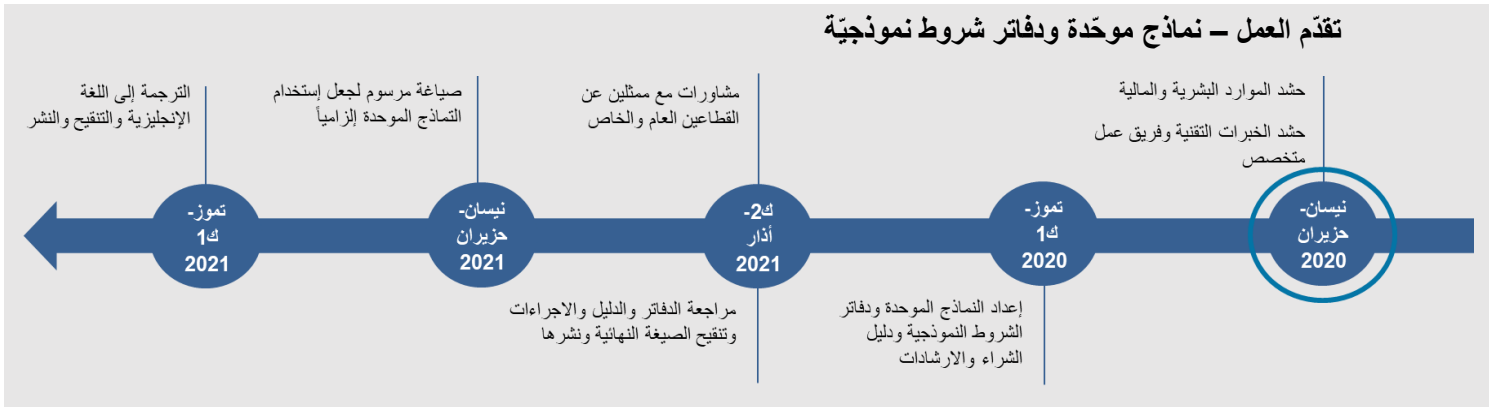 تقدّم العمل – نماذج موحّدة ودفاتر شروط نموذجيّة
حشد الموارد البشرية والمالية
حشد الخبرات التقنية وفريق عمل
متخصص
نيسان-
حزيران
2020
تموز-
ك1
2020
إعداد النماذج الموحدة ودفاتر
الشروط النموذجية ودليل
الشراء والارشادات
مشاورات مع ممثلين عن
القطاعين العام والخاص
ك2-
أذار
2021
مراجعة الدفاتر والدليل والاجراءات
وتنقيح الصيغة النهائية ونشرها
صياغة مرسوم لجعل إستخدام
النماذج الموحدة إلزامياً
نيسان-
حزيران
2021
الترجمة إلى اللغة
الإنجليزية والتنقيح والنشر
تموز-
ك1
2021